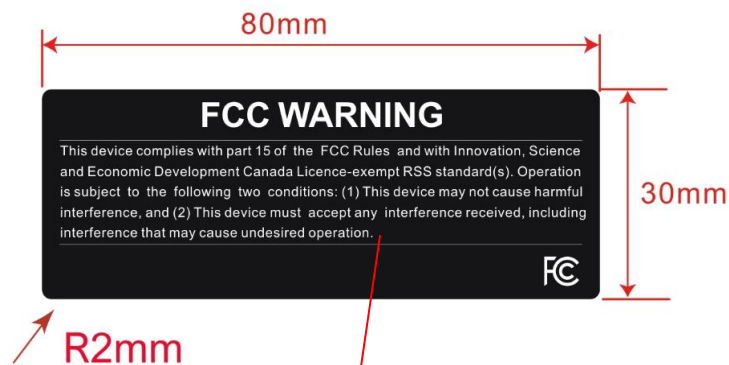 80mm
FCC WARNING
This device complies with part 15 of the FCC Rules and with Innovation, Science
and Economic Development Canada Licence-exempt RSS standard(s). Operation
is subject to the following two conditions: (1) This device may not cause harmful
interference, and (2) This device must accept any interference received, including
interference that may cause undesired operation.
30mm
FC
R2mm